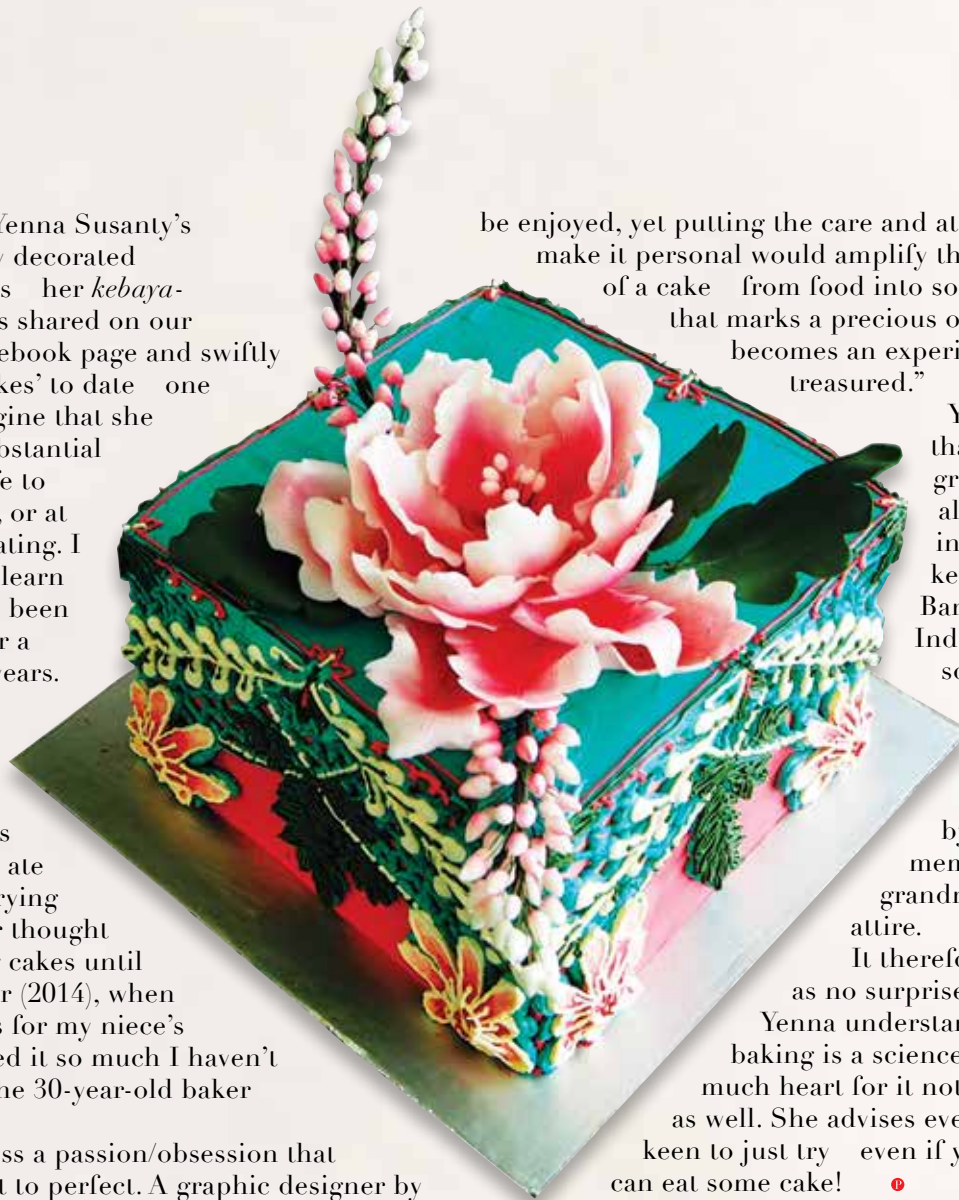 Yenna Susanty’s
y decorated
s her kebaya-
s shared on our
ebook page and swiftly
kes’ to date one
gine that she
bstantial
fe to
, or at
ating. I
learn
been
r a
years.
s
ate
rying
r thought
cakes until
r (2014), when
s for my niece’s
ed it so much I haven’t
he 30-year-old baker
ss a passion/obsession that
t to perfect. A graphic designer by
be enjoyed, yet putting the care and at
make it personal would amplify th
of a cake from food into so
that marks a precious o
becomes an experi
treasured.”
Y
tha
gr
al
in
ke
Bar
Ind
so
by
men
grandr
attire.
It therefo
as no surprise
Yenna understan
baking is a science
much heart for it not
as well. She advises eve
keen to just try even if y
can eat some cake!
P